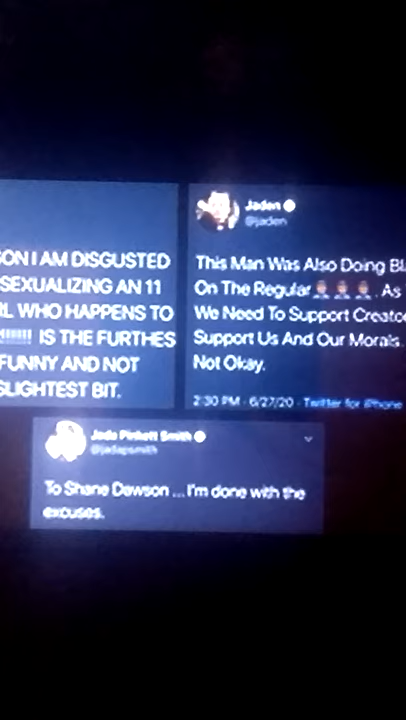 ON I AM DISGUSTED
SEXUALIZING AN 11
RL WHO HAPPENS TO
!!!!!! IS THE FURTHES
FUNNY AND NOT
SLIGHTEST BIT.
Jaden
@jaden
This Man Was Also Doing Bl
On The Regular 🤦🏽‍♂️🤦🏽‍♂️🤦🏽‍♂️. As
We Need To Support Creato
Support Us And Our Morals.
Not Okay.
2:30 PM · 6/27/20 · Twitter for iPhone
Jada Pinkett Smith
@jadapsmith
To Shane Dawson ... I'm done with the
excuses.